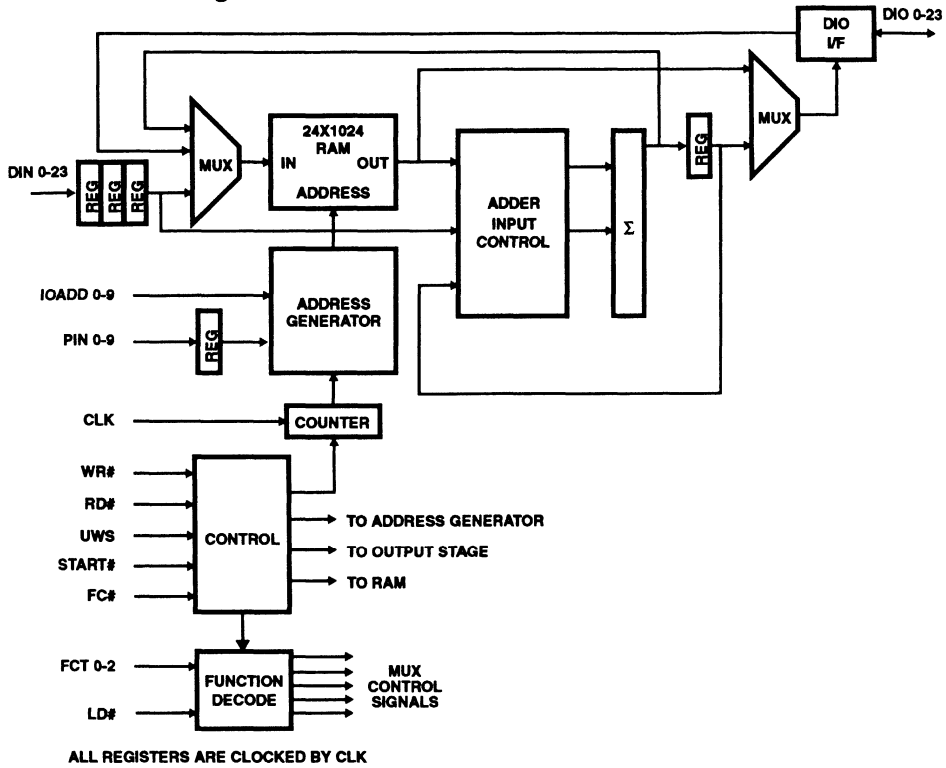 DIO 0-23
DIO
I/F
24X1024
RAM
IN
OUT
ADDRESS
MUX
MUX
DIN 0-23
REG
REG
REG
REG
ADDER
INPUT
CONTROL
Σ
IOADD 0-9
ADDRESS
GENERATOR
PIN 0-9
REG
CLK
COUNTER
WR#
RD#
UWS
START#
FC#
CONTROL
TO ADDRESS GENERATOR
TO OUTPUT STAGE
TO RAM
FCT 0-2
LD#
FUNCTION
DECODE
MUX
CONTROL
SIGNALS
ALL REGISTERS ARE CLOCKED BY CLK